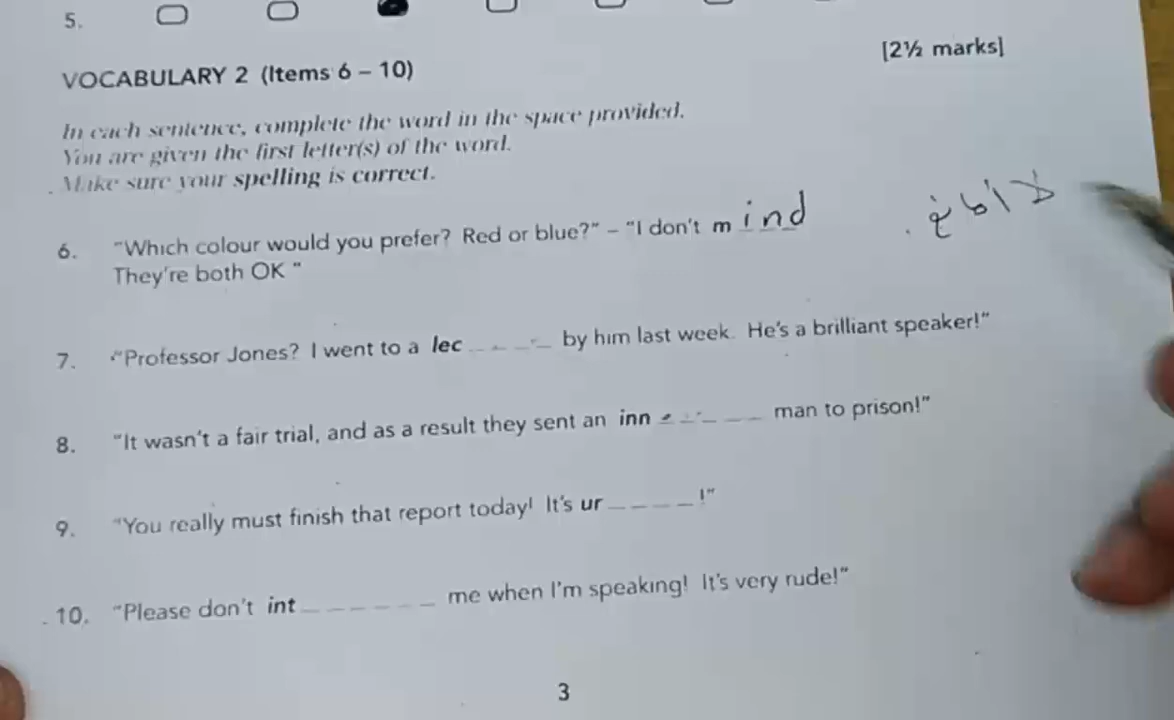 5.
VOCABULARY 2 (Items 6 – 10)
[2½ marks]
In each sentence, complete the word in the space provided.
You are given the first letter(s) of the word.
Make sure your spelling is correct.
6. "Which colour would you prefer? Red or blue?" – "I don't m ind
They're both OK "
7. "Professor Jones? I went to a lec _ _ _ _ by him last week. He's a brilliant speaker!"
8. "It wasn't a fair trial, and as a result they sent an inn _ _ _ _ _ man to prison!"
9. "You really must finish that report today! It's ur _ _ _ _ !"
10. "Please don't int _ _ _ _ _ _ me when I'm speaking! It's very rude!"
3